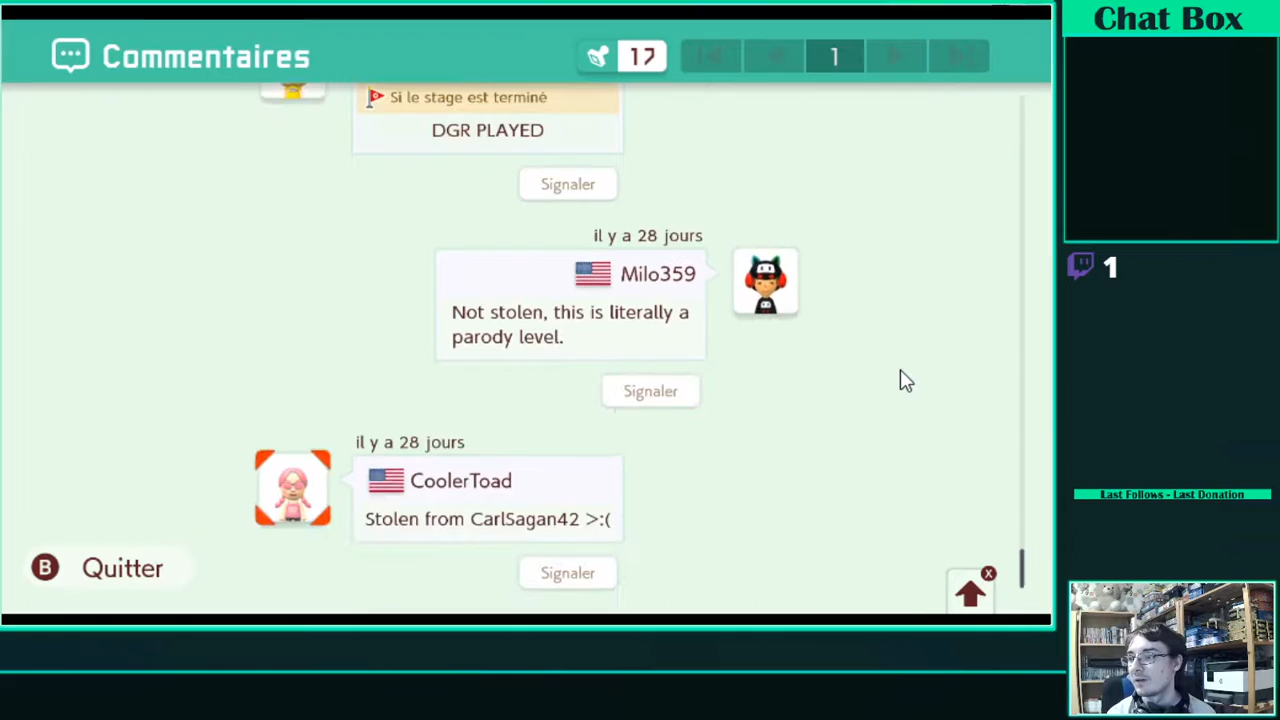 Commentaires
17
1
Si le stage est terminé
DGR PLAYED
Signaler
il y a 28 jours
Milo359
Not stolen, this is literally a
parody level.
Signaler
il y a 28 jours
CoolerToad
Stolen from CarlSagan42 >:(
Signaler
B Quitter
X
Chat Box
1
Last Follows - Last Donation